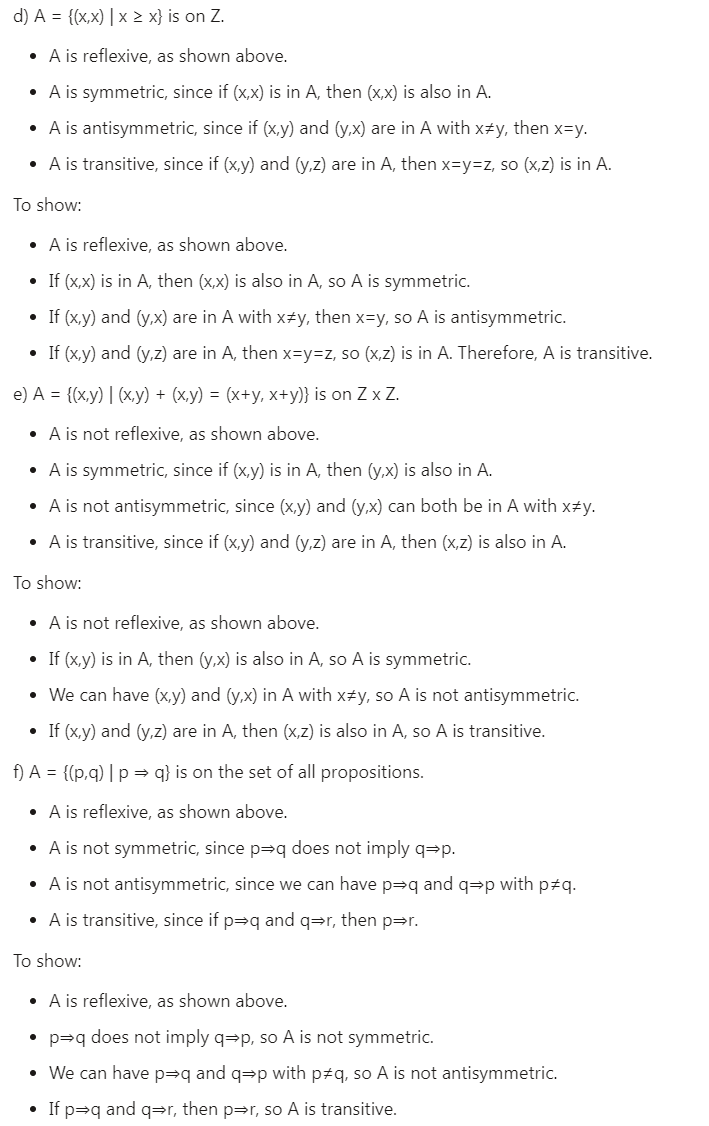 d) A = {(x,x) | x ≥ x} is on Z.
• A is reflexive, as shown above.
• A is symmetric, since if (x,x) is in A, then (x,x) is also in A.
• A is antisymmetric, since if (x,y) and (y,x) are in A with x≠y, then x=y.
• A is transitive, since if (x,y) and (y,z) are in A, then x=y=z, so (x,z) is in A.
To show:
• A is reflexive, as shown above.
• If (x,x) is in A, then (x,x) is also in A, so A is symmetric.
• If (x,y) and (y,x) are in A with x≠y, then x=y, so A is antisymmetric.
• If (x,y) and (y,z) are in A, then x=y=z, so (x,z) is in A. Therefore, A is transitive.
e) A = {(x,y) | (x,y) + (x,y) = (x+y, x+y)} is on Z x Z.
• A is not reflexive, as shown above.
• A is symmetric, since if (x,y) is in A, then (y,x) is also in A.
• A is not antisymmetric, since (x,y) and (y,x) can both be in A with x≠y.
• A is transitive, since if (x,y) and (y,z) are in A, then (x,z) is also in A.
To show:
• A is not reflexive, as shown above.
• If (x,y) is in A, then (y,x) is also in A, so A is symmetric.
• We can have (x,y) and (y,x) in A with x≠y, so A is not antisymmetric.
• If (x,y) and (y,z) are in A, then (x,z) is also in A, so A is transitive.
f) A = {(p,q) | p ⇒ q} is on the set of all propositions.
• A is reflexive, as shown above.
• A is not symmetric, since p⇒q does not imply q⇒p.
• A is not antisymmetric, since we can have p⇒q and q⇒p with p≠q.
• A is transitive, since if p⇒q and q⇒r, then p⇒r.
To show:
• A is reflexive, as shown above.
• p⇒q does not imply q⇒p, so A is not symmetric.
• We can have p⇒q and q⇒p with p≠q, so A is not antisymmetric.
• If p⇒q and q⇒r, then p⇒r, so A is transitive.